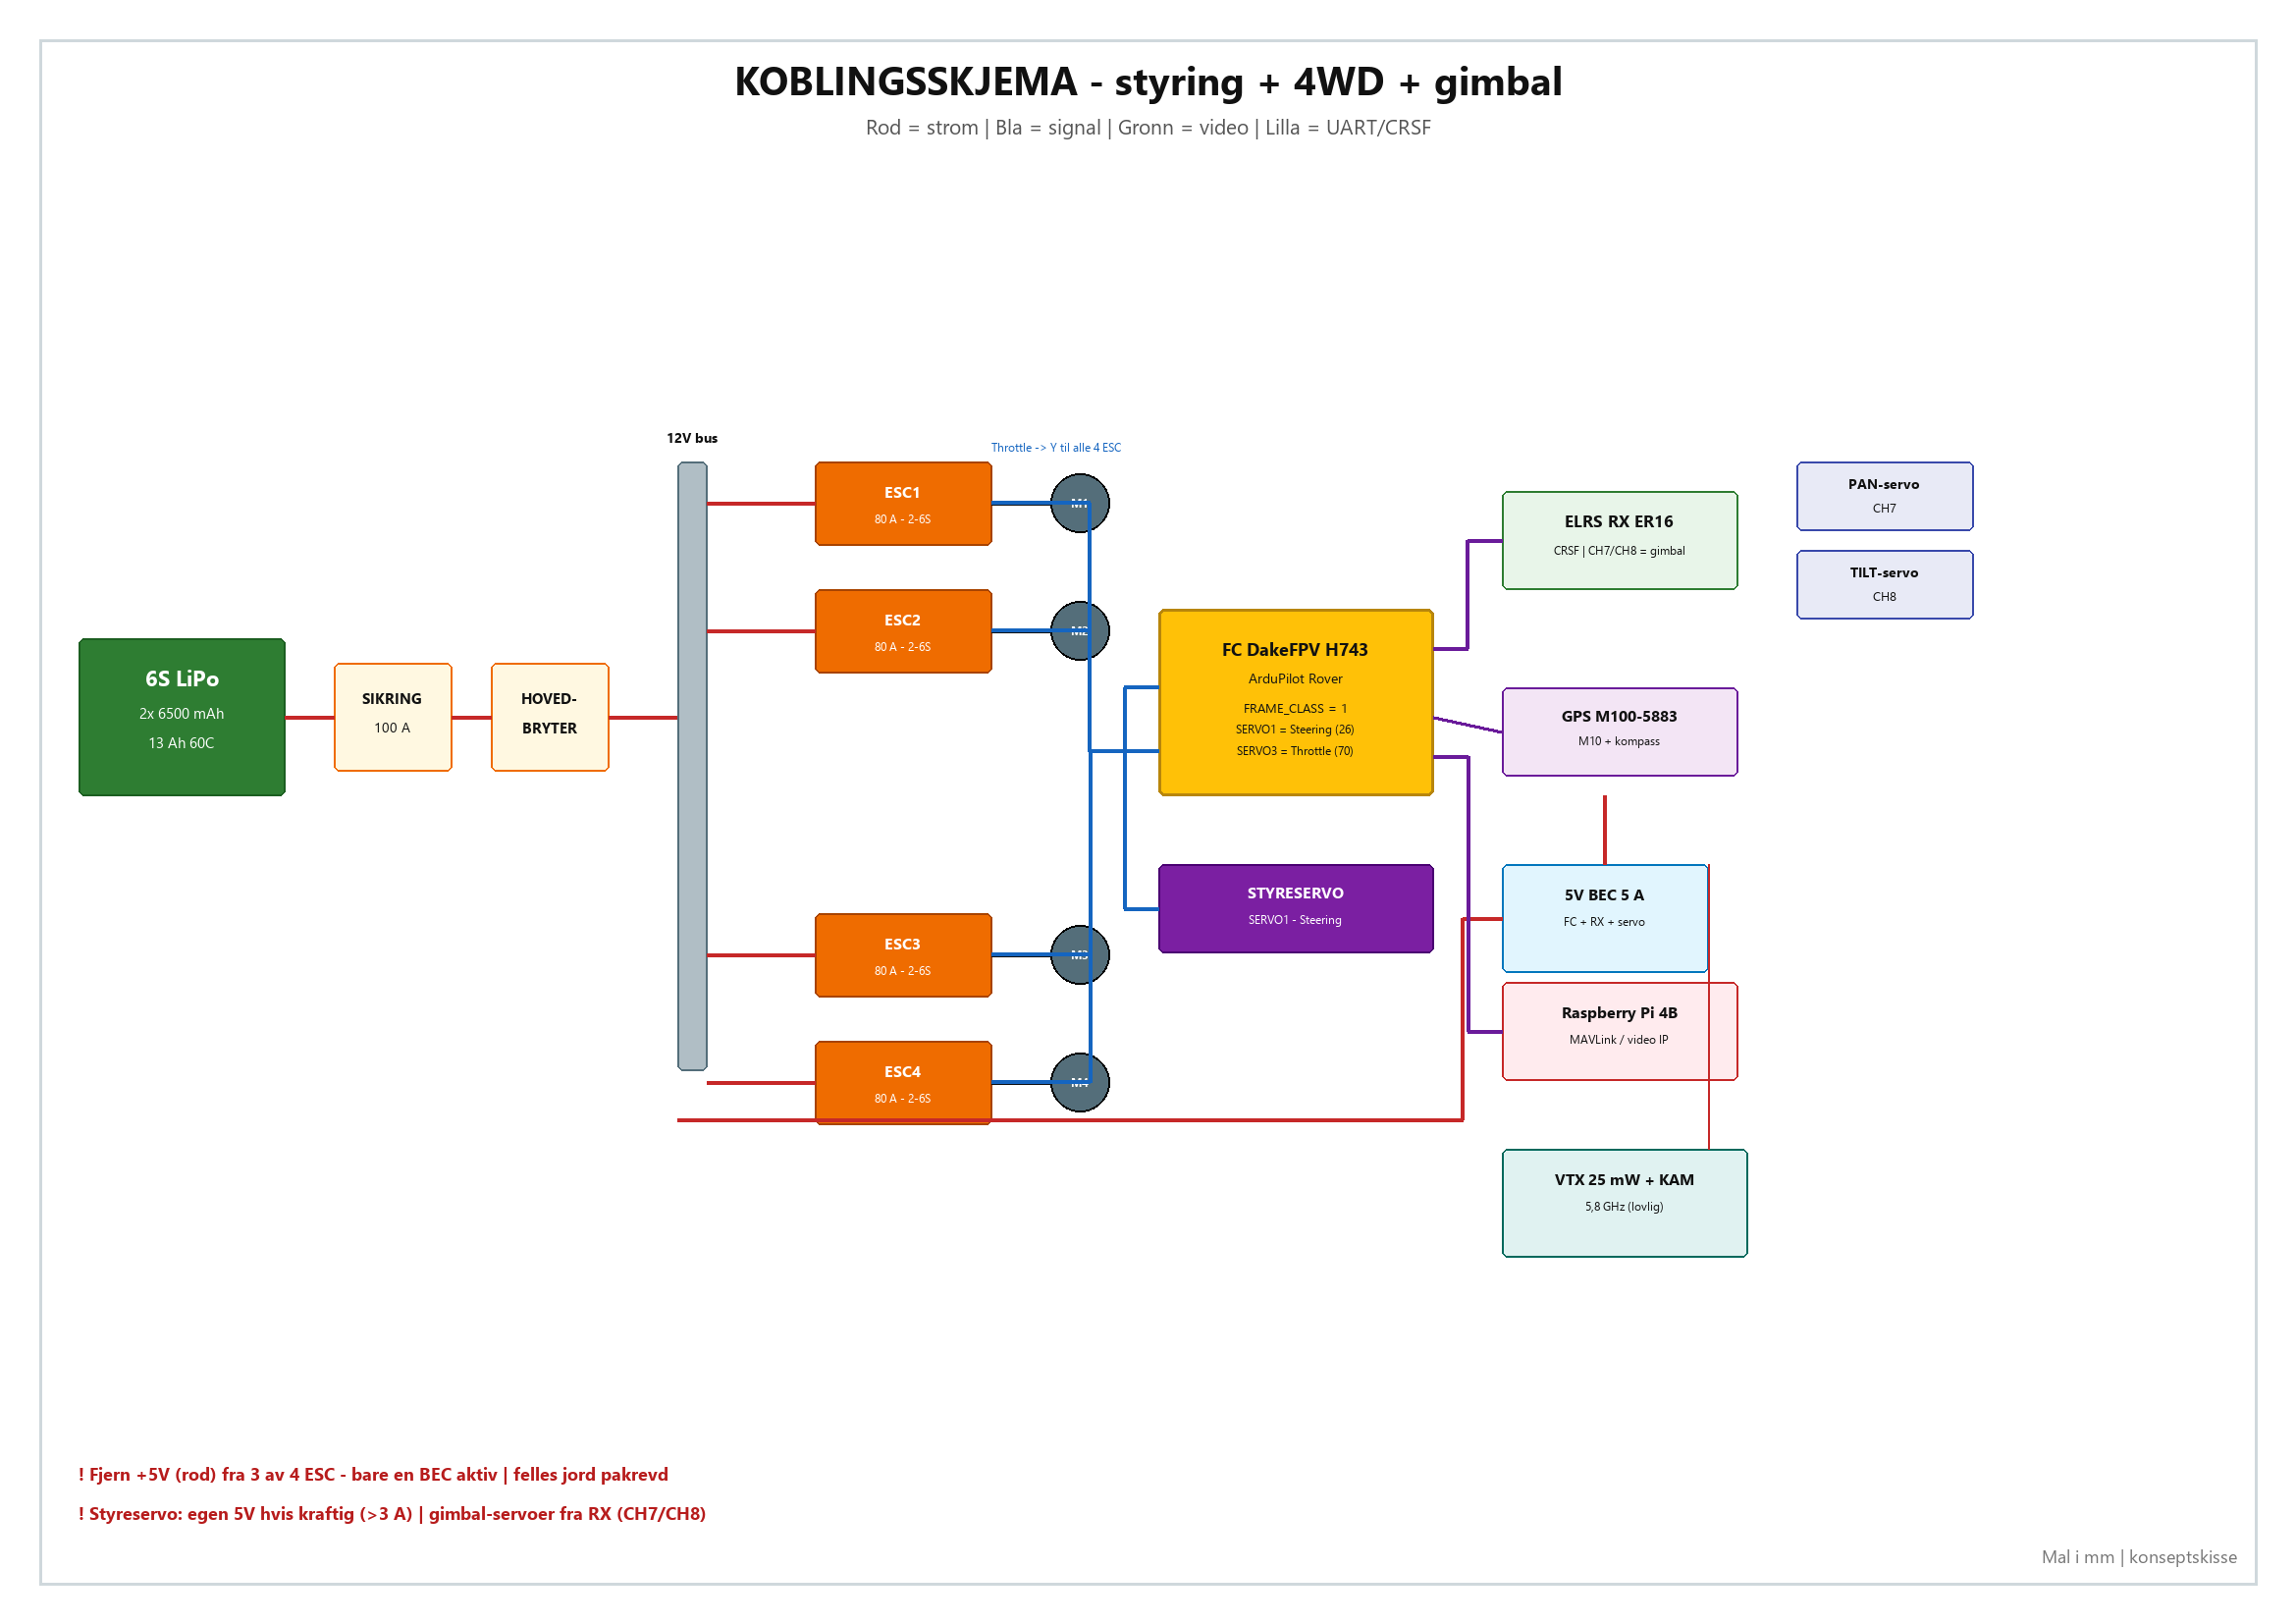 KOBLINGSSKJEMA - styring + 4WD + gimbal
Rod = strom | Bla = signal | Gronn = video | Lilla = UART/CRSF
6S LiPo
2x 6500 mAh
13 Ah 60C
SIKRING
100 A
HOVED-
BRYTER
12V bus
Throttle -> Y til alle 4 ESC
ESC1
80 A - 2-6S
M1
ESC2
80 A - 2-6S
M2
ESC3
80 A - 2-6S
M3
ESC4
80 A - 2-6S
M4
FC DakeFPV H743
ArduPilot Rover
FRAME_CLASS = 1
SERVO1 = Steering (26)
SERVO3 = Throttle (70)
STYRESERVO
SERVO1 - Steering
ELRS RX ER16
CRSF | CH7/CH8 = gimbal
GPS M100-5883
M10 + kompass
5V BEC 5 A
FC + RX + servo
Raspberry Pi 4B
MAVLink / video IP
VTX 25 mW + KAM
5,8 GHz (lovlig)
PAN-servo
CH7
TILT-servo
CH8
! Fjern +5V (rod) fra 3 av 4 ESC - bare en BEC aktiv | felles jord pakrevd
! Styreservo: egen 5V hvis kraftig (>3 A) | gimbal-servoer fra RX (CH7/CH8)
Mal i mm | konseptskisse